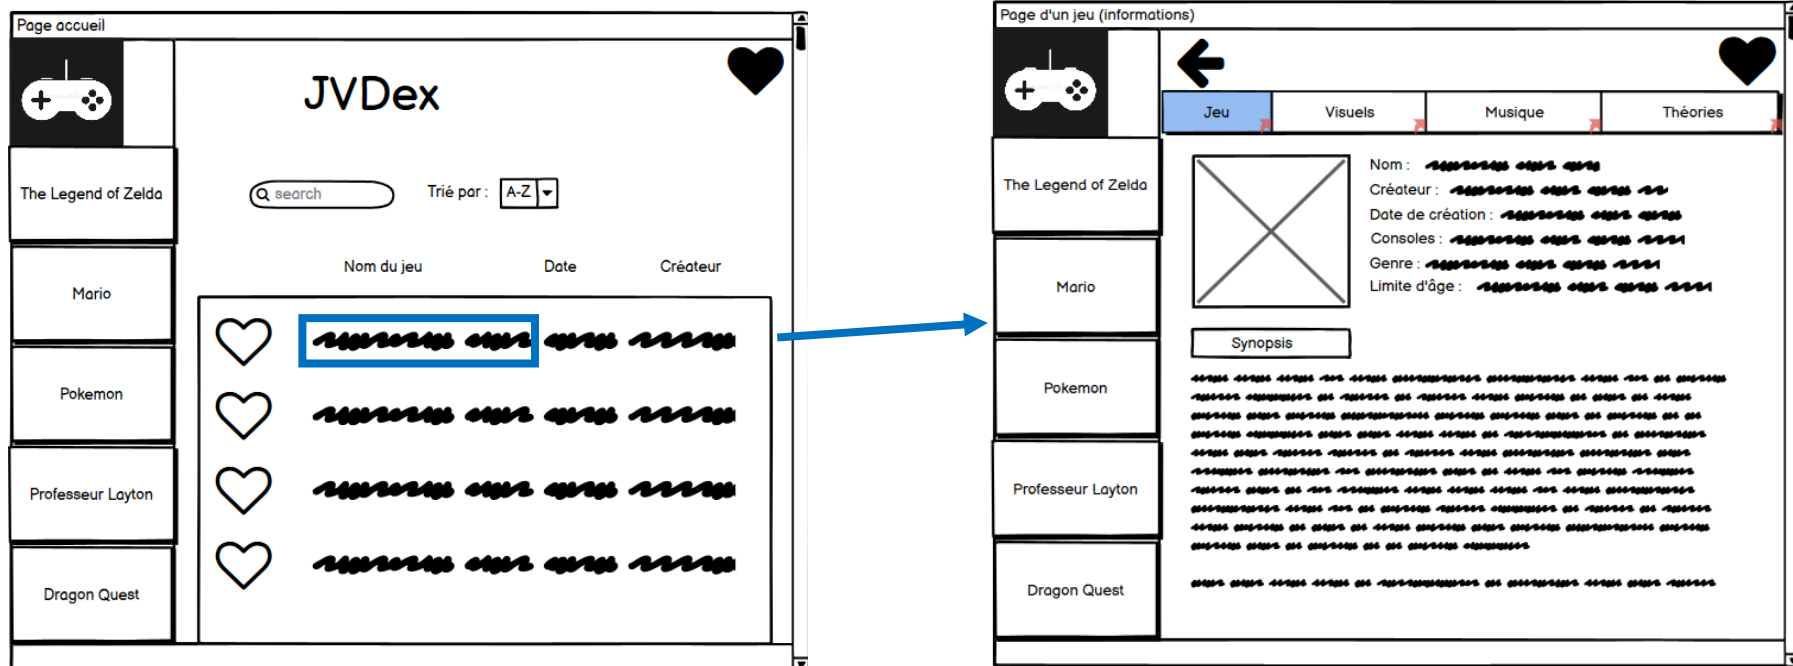 Page accueil
JVDex
The Legend of Zelda
Mario
Pokemon
Professeur Layton
Dragon Quest
search
Trié par :
A-Z
Nom du jeu
Date
Créateur
Page d'un jeu (informations)
The Legend of Zelda
Mario
Pokemon
Professeur Layton
Dragon Quest
Jeu
Visuels
Musique
Théories
Nom :
Créateur :
Date de création :
Consoles :
Genre :
Limite d'âge :
Synopsis